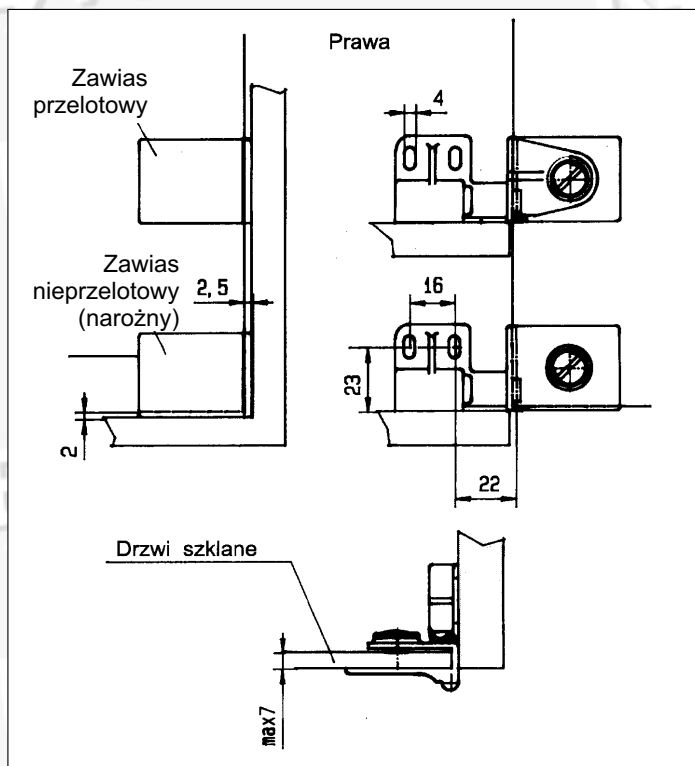 Prawa
Zawias
przelotowy
4
Zawias
nieprzelotowy
(narożny)
2,5
16
23
2
22
Drzwi szklane
max7